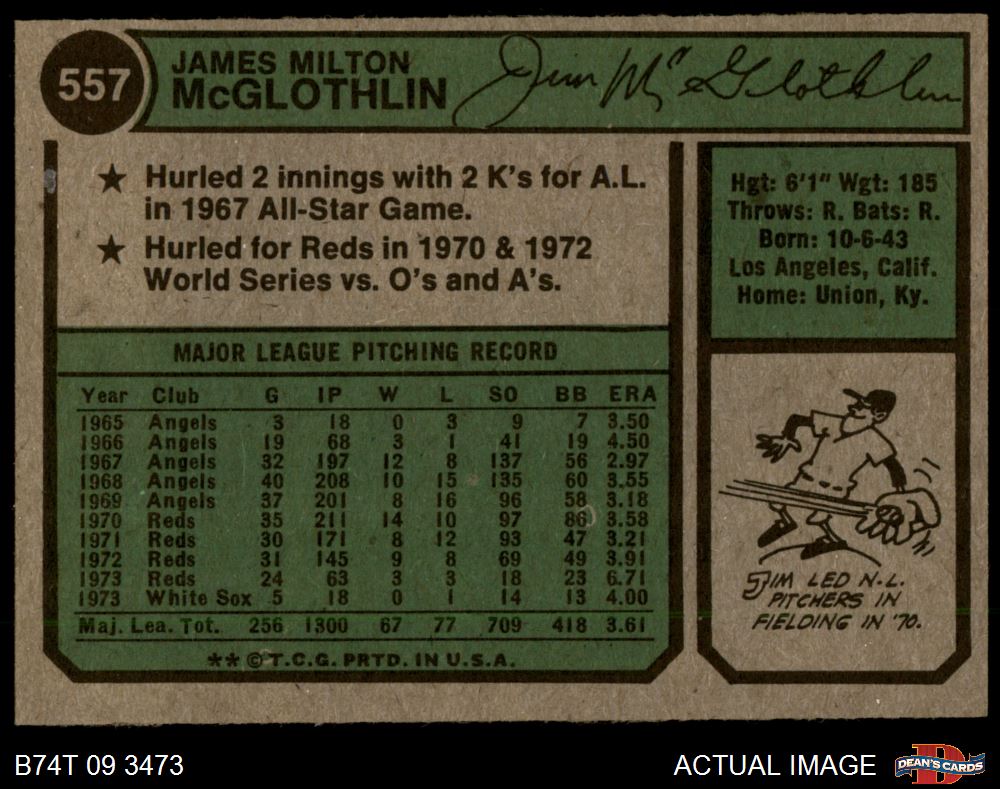 557
JAMES MILTON
McGLOTHLIN
Jim McGlothlin
★ Hurled 2 innings with 2 K's for A.L.
in 1967 All-Star Game.
★ Hurled for Reds in 1970 & 1972
World Series vs. O's and A's.
Hgt: 6'1" Wgt: 185
Throws: R. Bats: R.
Born: 10-6-43
Los Angeles, Calif.
Home: Union, Ky.
MAJOR LEAGUE PITCHING RECORD
Year Club G IP W L SO BB ERA
1965 Angels 3 18 0 3 9 7 3.50
1966 Angels 19 68 3 1 41 19 4.50
1967 Angels 32 197 12 8 137 56 2.97
1968 Angels 40 208 10 15 135 60 3.55
1969 Angels 37 201 8 16 96 58 3.18
1970 Reds 35 211 14 10 97 86 3.58
1971 Reds 30 171 8 12 93 47 3.21
1972 Reds 31 145 9 8 69 49 3.91
1973 Reds 24 63 3 3 18 23 6.71
1973 White Sox 5 18 0 1 14 13 4.00
Maj. Lea. Tot. 256 1300 67 77 709 418 3.61
** © T.C.G. PRTD. IN U.S.A.
JIM LED N.L.
PITCHERS IN
FIELDING IN '70.
B74T 09 3473
ACTUAL IMAGE
D
DEAN'S CARDS